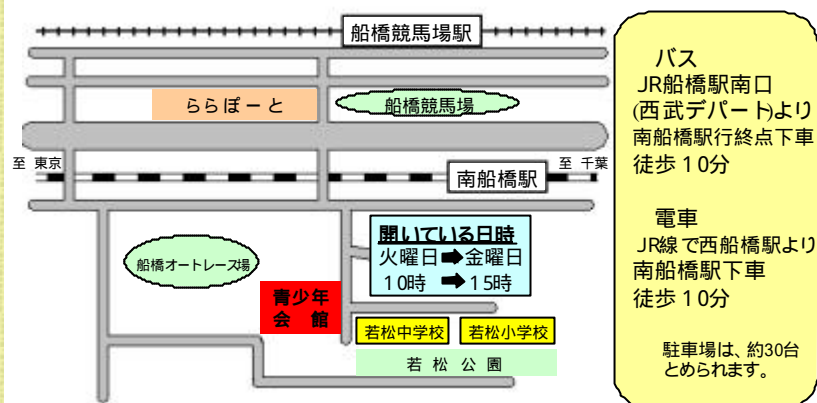 船橋競馬場駅
ららぽーと
船橋競馬場
至 東京
至 千葉
南船橋駅
開いている日時
火曜日➡金曜日
10時 ➡15時
船橋オートレース場
青少年
会 館
若松中学校
若松小学校
若 松 公 園
バス
JR船橋駅南口
(西武デパート)より
南船橋駅行終点下車
徒歩10分
電車
JR線で西船橋駅より
南船橋駅下車
徒歩10分
駐車場は、約30台
とめられます。